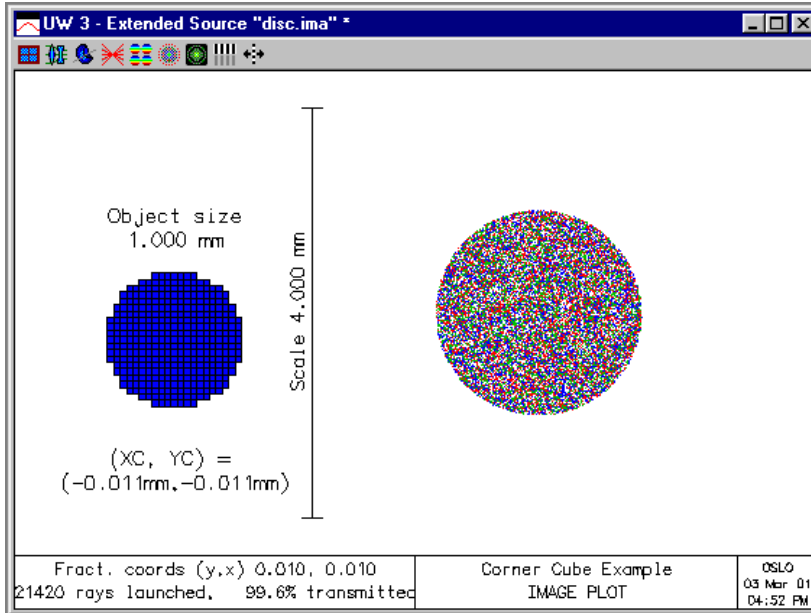 UW 3 - Extended Source "disc.ima" *
Object size
1.000 mm
Scale 4.000 mm
(XC, YC) =
(-0.011mm,-0.011mm)
Fract. coords (y,x) 0.010, 0.010
21420 rays launched, 99.6% transmitted
Corner Cube Example
IMAGE PLOT
OSLO
03 Mar 01
04:52 PM